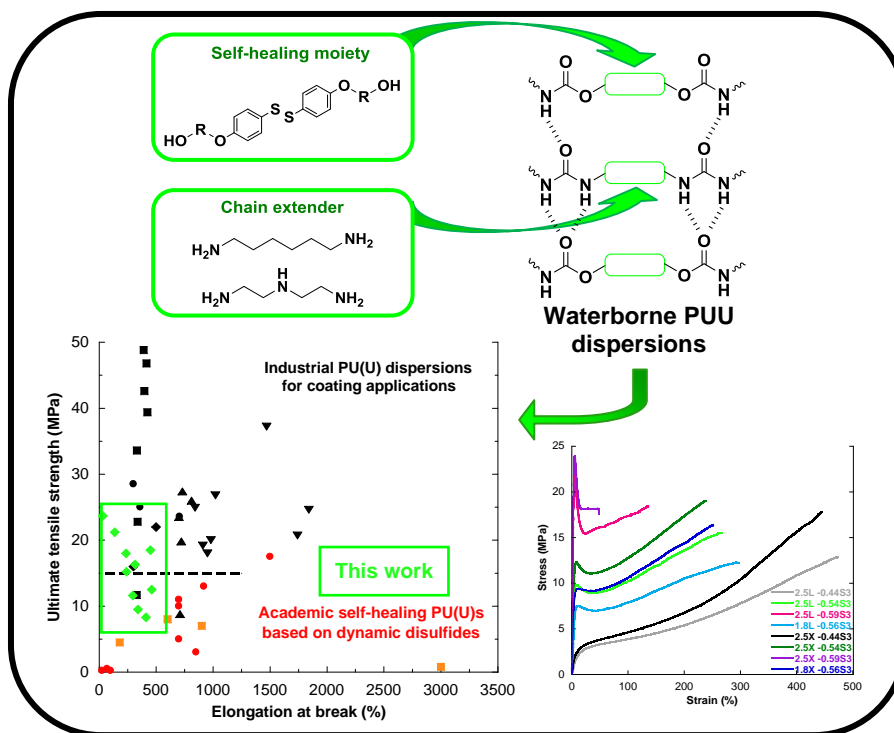 Self-healing moiety
O R OH
S S
HO R O
Chain extender
H2N NH2
H
H2N N NH2
O O
N O O N
H H
O O
N N N N
H H H H
O O
N O O N
H H
Waterborne PUU
dispersions
Ultimate tensile strength (MPa)
50
40
30
20
10
0
0 500 1000 1500 2000 2500 3000 3500
Elongation at break (%)
Industrial PU(U) dispersions
for coating applications
This work
Academic self-healing PU(U)s
based on dynamic disulfides
Stress (MPa)
25
20
15
10
5
0
0 100 200 300 400 500
Strain (%)
2.5L -0.44S3
2.5L -0.54S3
2.5L -0.59S3
1.8L -0.56S3
2.5X -0.44S3
2.5X -0.54S3
2.5X -0.59S3
1.8X -0.56S3